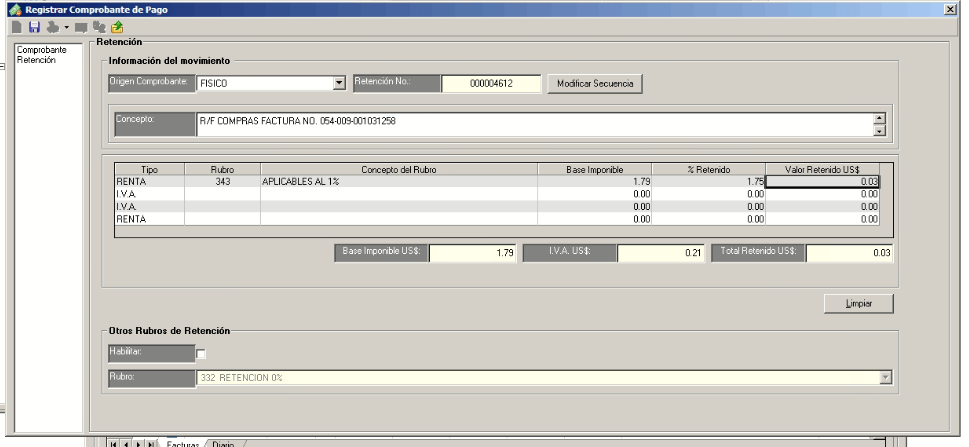 Registrar Comprobante de Pago
Comprobante
Retención
Retención
Información del movimiento
Origen Comprobante: FISICO Retención No.: 000004612 Modificar Secuencia
Concepto: R/F COMPRAS FACTURA NO. 054-009-001031258
Tipo Rubro Concepto del Rubro Base Imponible % Retenido Valor Retenido US$
RENTA 343 APLICABLES AL 1% 1.79 1.75 0.03
I.V.A. 0.00 0.00 0.00
I.V.A. 0.00 0.00 0.00
RENTA 0.00 0.00 0.00
Base Imponible US$: 1.79 I.V.A. US$: 0.21 Total Retenido US$: 0.03
Limpiar
Otros Rubros de Retención
Habilitar:
Rubro: 332 RETENCION 0%
Facturas Diario